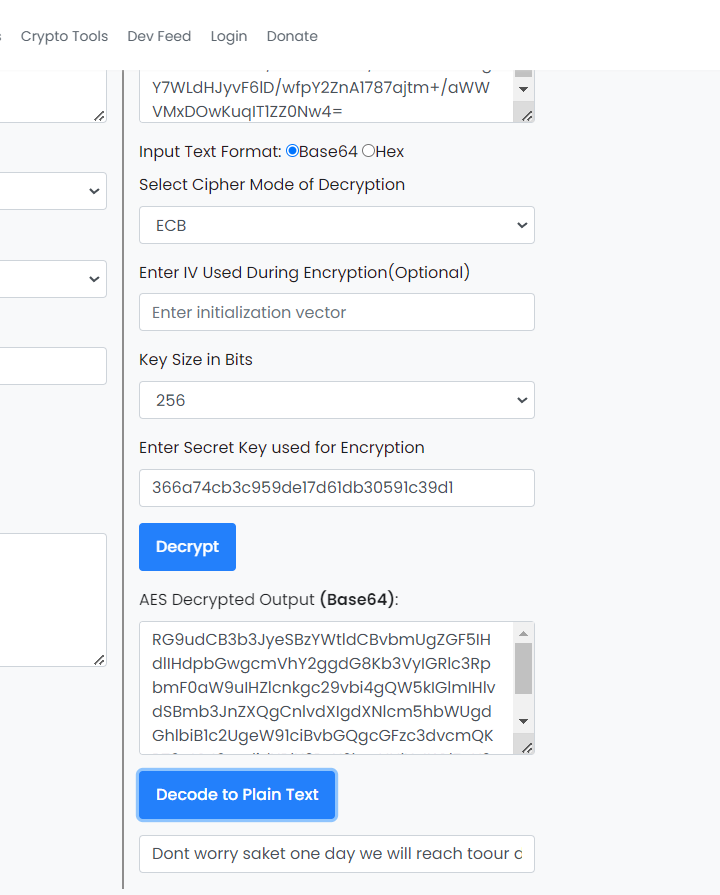 Crypto Tools Dev Feed Login Donate
Y7WLdHJyvF6lD/wfpY2ZnA1787ajtm+/aWW
VMxDOwKuqIT1ZZ0Nw4=
Input Text Format: Base64 Hex
Select Cipher Mode of Decryption
ECB
Enter IV Used During Encryption(Optional)
Enter initialization vector
Key Size in Bits
256
Enter Secret Key used for Encryption
366a74cb3c959de17d61db30591c39d1
Decrypt
AES Decrypted Output (Base64):
RG9udCB3b3JyeSBzYWtldCBvbmUgZGF5IH
dlIHdpbGwgcmVhY2ggdG8Kb3VyIGRlc3Rp
bmF0aW9uIHZlcnkgc29vbi4gQW5kIGlmIHlv
dSBmb3JnZXQgCnlvdXIgdXNlcm5hbWUgd
GhlbiB1c2UgeW91ciBvbGQgcGFzc3dvcmQK
Decode to Plain Text
Dont worry saket one day we will reach toour